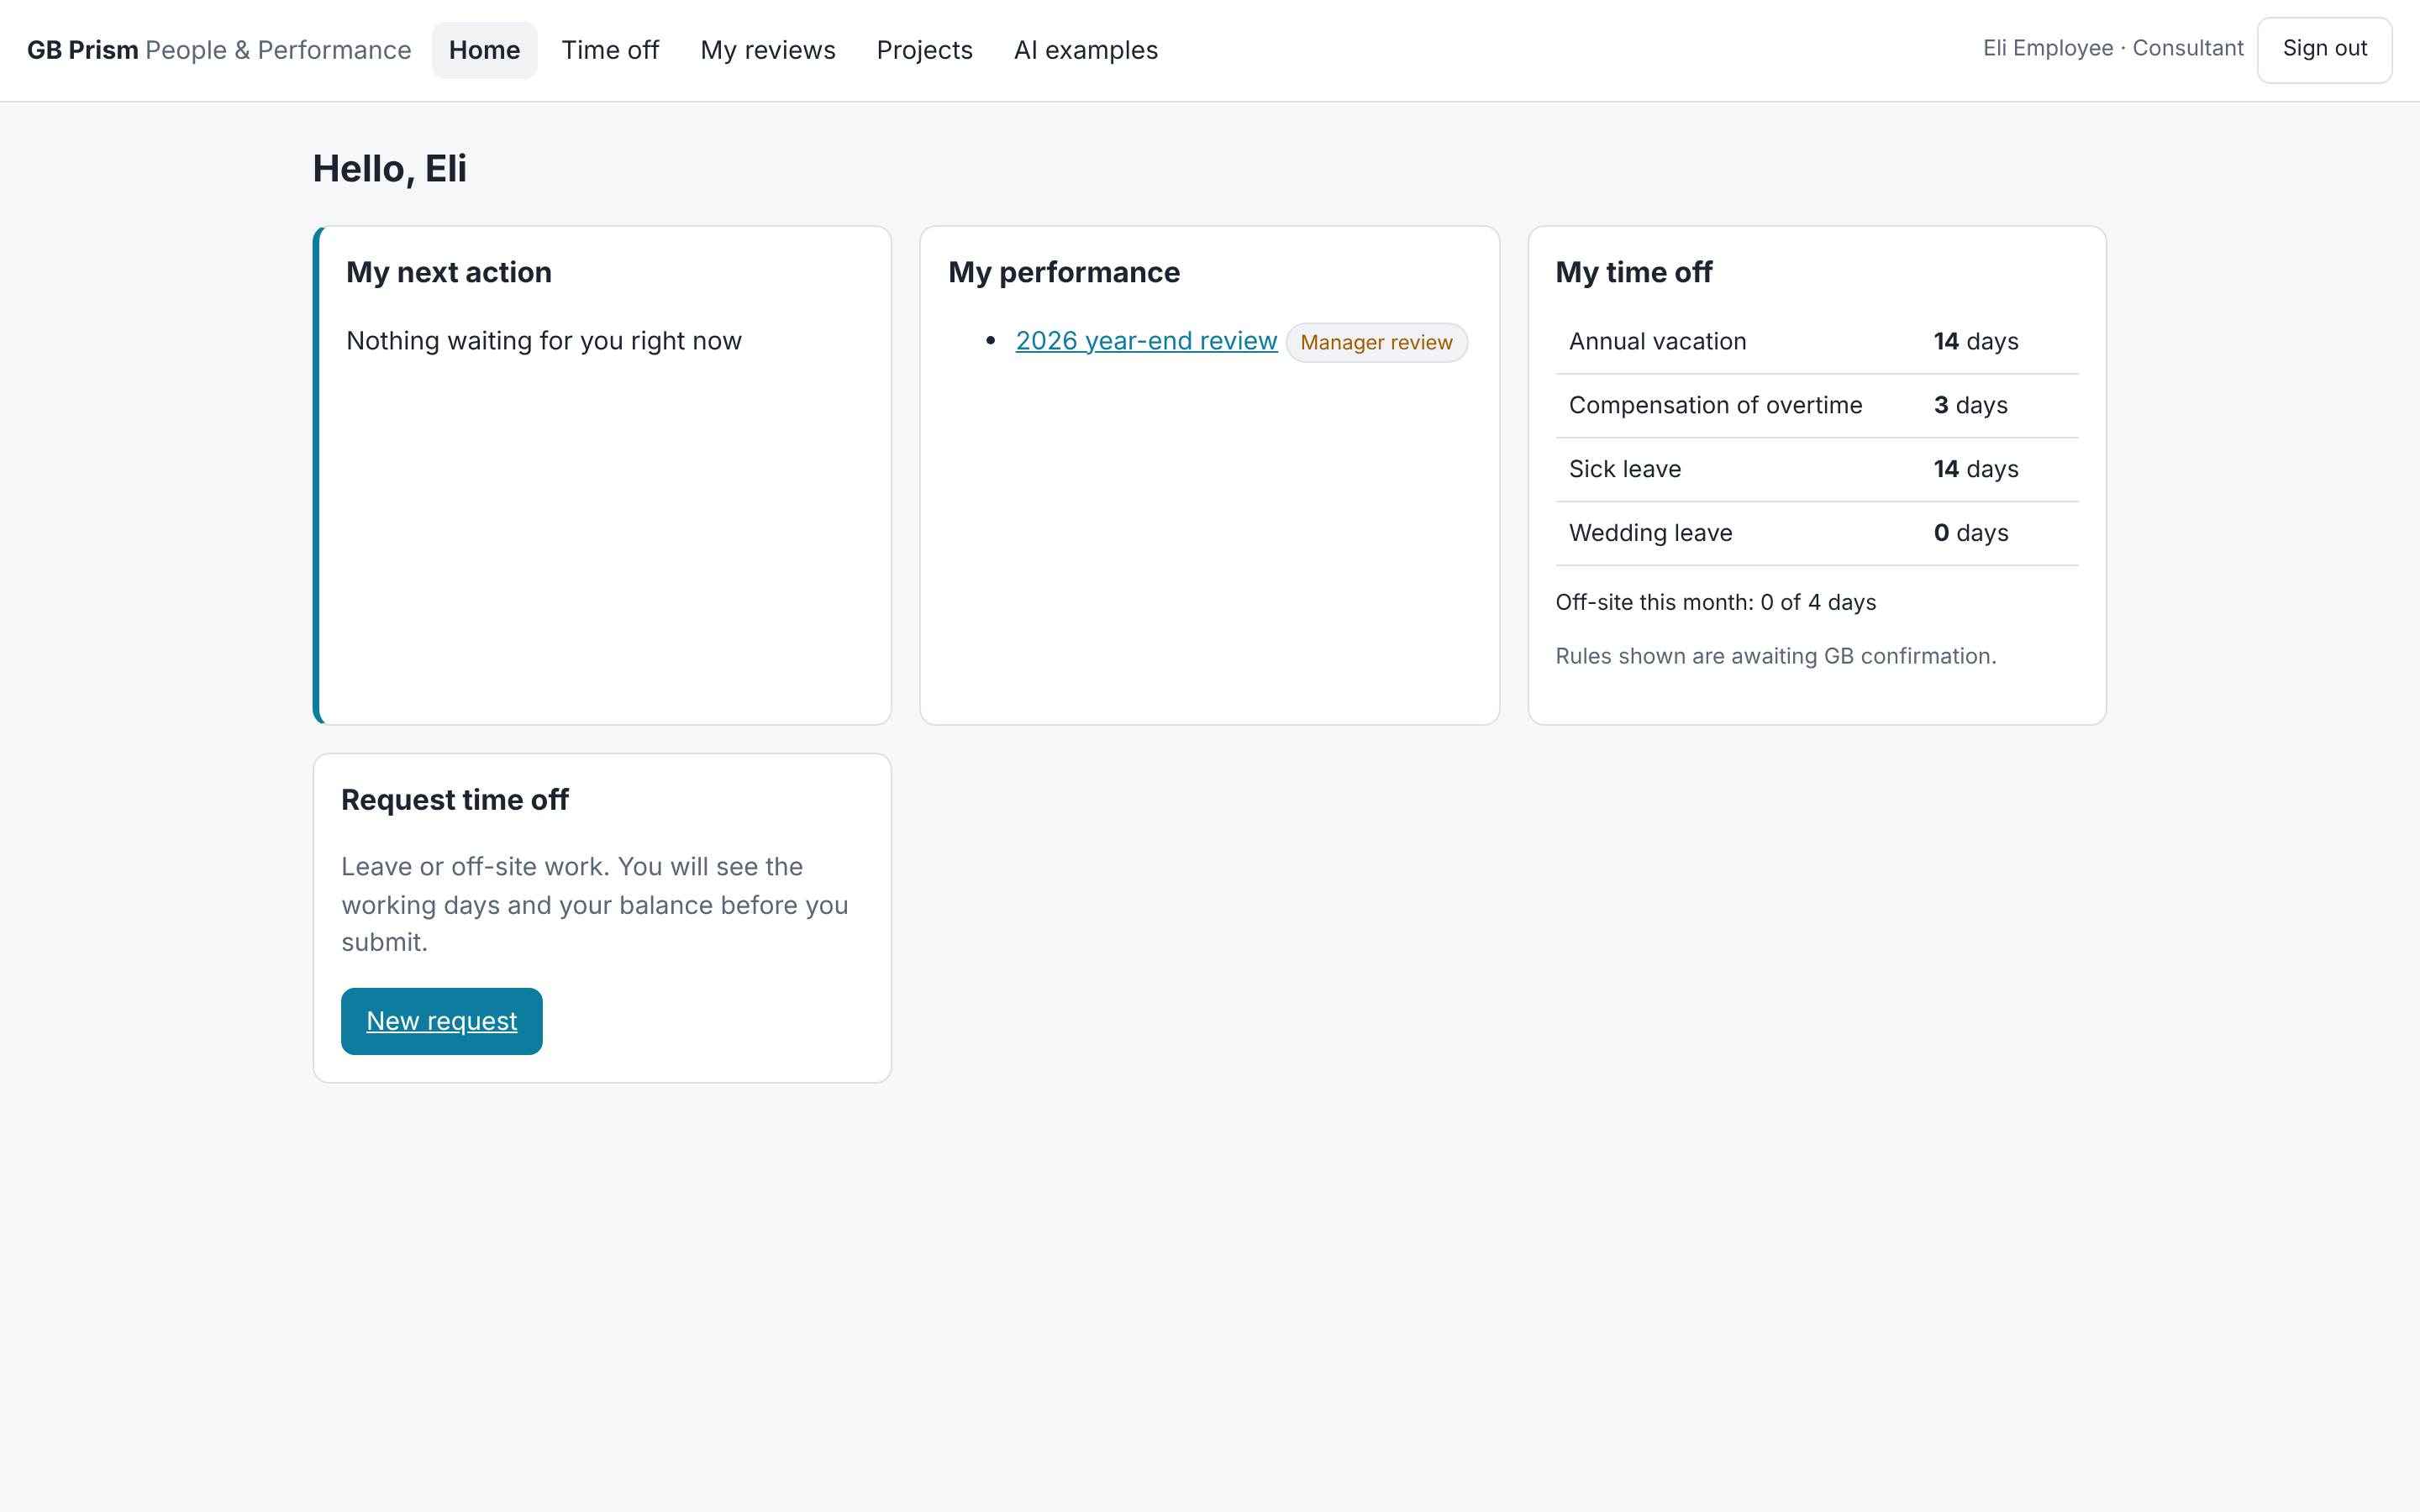 GB Prism People & Performance Home Time off My reviews Projects AI examples Eli Employee · Consultant Sign out
Hello, Eli
My next action
Nothing waiting for you right now
My performance
• 2026 year-end review Manager review
My time off
Annual vacation 14 days
Compensation of overtime 3 days
Sick leave 14 days
Wedding leave 0 days
Off-site this month: 0 of 4 days
Rules shown are awaiting GB confirmation.
Request time off
Leave or off-site work. You will see the
working days and your balance before you
submit.
New request